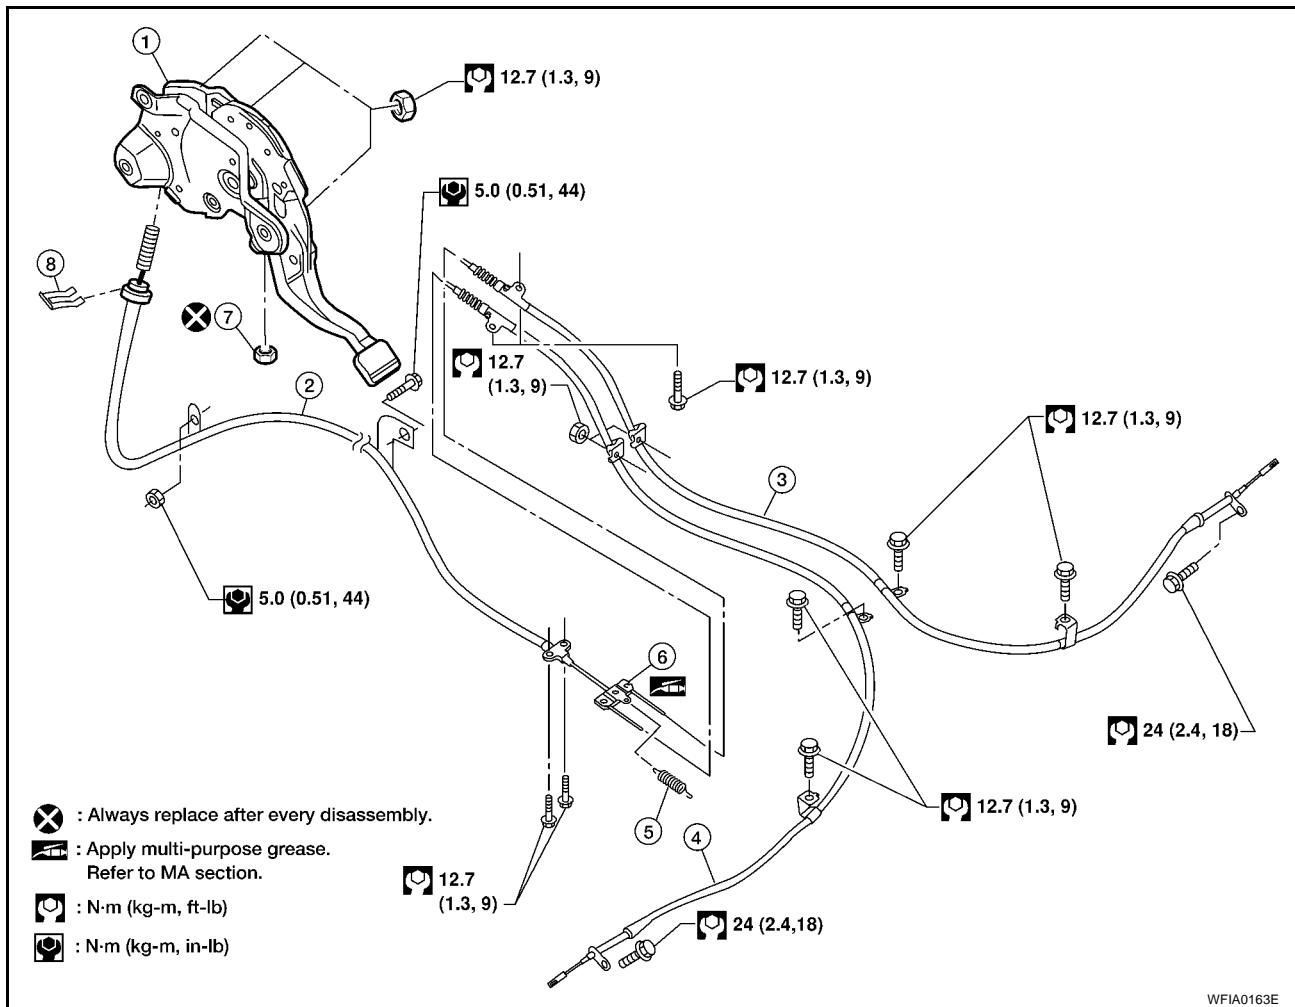 1
12.7 (1.3, 9)
5.0 (0.51, 44)
8
7
2
12.7
(1.3, 9)
12.7 (1.3, 9)
12.7 (1.3, 9)
3
5.0 (0.51, 44)
6
24 (2.4, 18)
12.7 (1.3, 9)
5
4
12.7
(1.3, 9)
24 (2.4,18)
: Always replace after every disassembly.
: Apply multi-purpose grease.
Refer to MA section.
: N·m (kg-m, ft-lb)
: N·m (kg-m, in-lb)
WFIA0163E